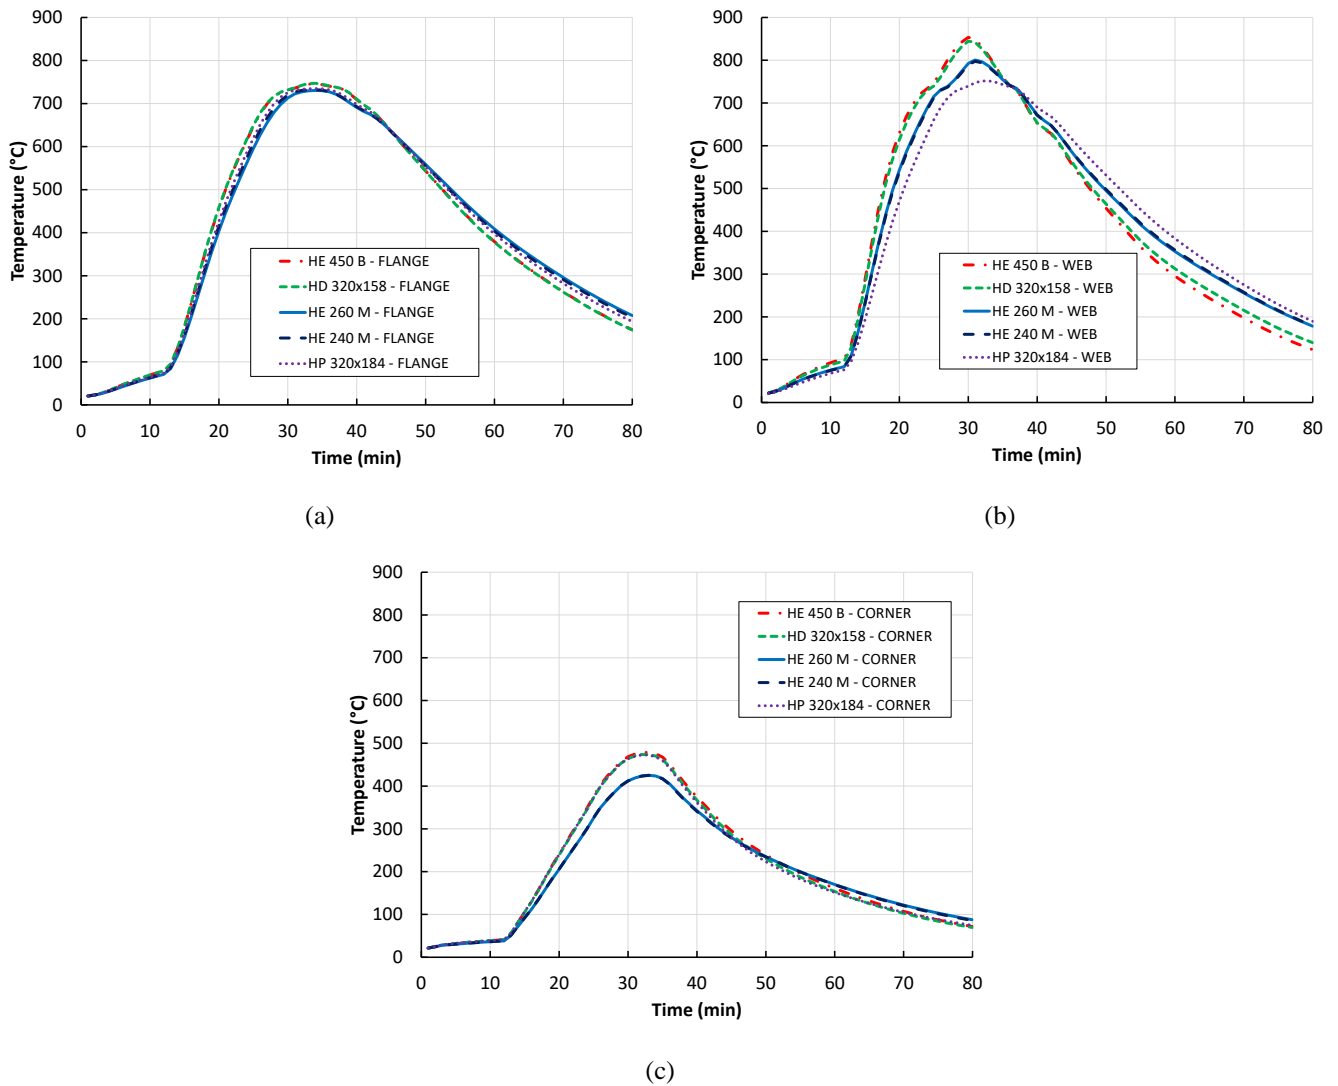 900
800
700
600
500
400
300
200
100
0
0 10 20 30 40 50 60 70 80
Temperature (°C)
Time (min)
HE 450 B - FLANGE
HD 320x158 - FLANGE
HE 260 M - FLANGE
HE 240 M - FLANGE
HP 320x184 - FLANGE
(a)
900
800
700
600
500
400
300
200
100
0
0 10 20 30 40 50 60 70 80
Temperature (°C)
Time (min)
HE 450 B - WEB
HD 320x158 - WEB
HE 260 M - WEB
HE 240 M - WEB
HP 320x184 - WEB
(b)
900
800
700
600
500
400
300
200
100
0
0 10 20 30 40 50 60 70 80
Temperature (°C)
Time (min)
HE 450 B - CORNER
HD 320x158 - CORNER
HE 260 M - CORNER
HE 240 M - CORNER
HP 320x184 - CORNER
(c)